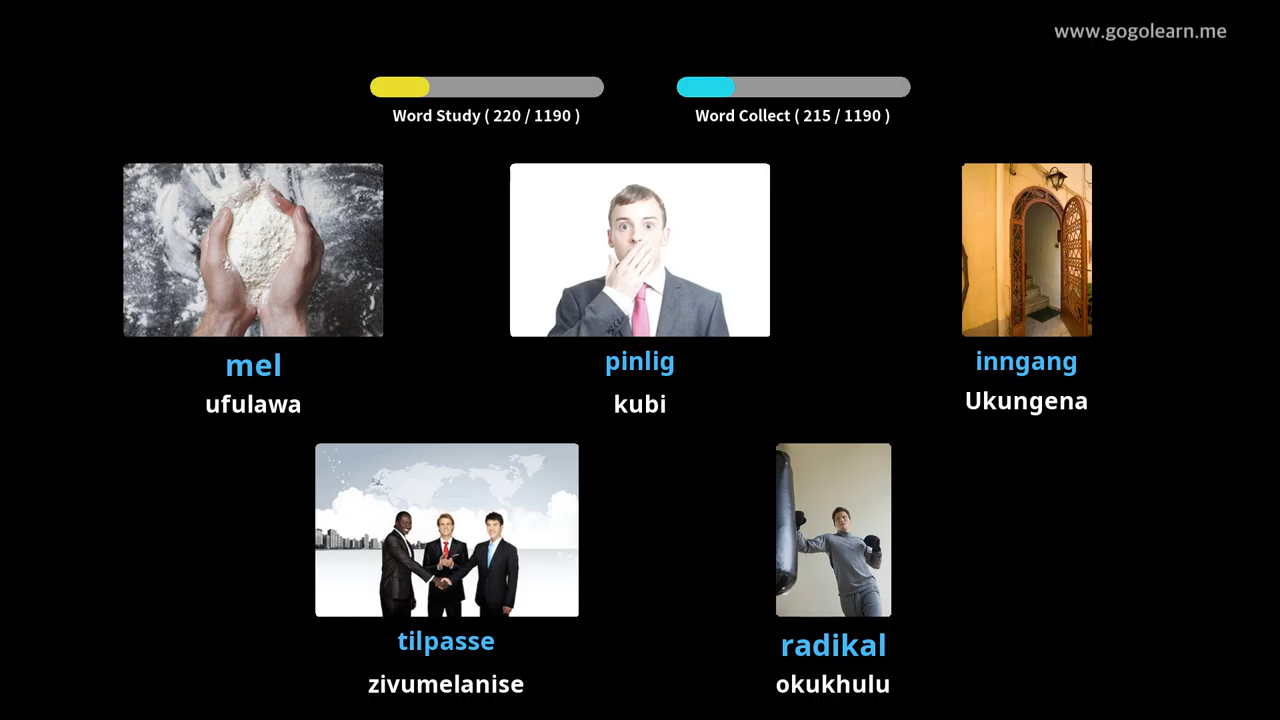 www.gogolearn.me
Word Study ( 220 / 1190 )
Word Collect ( 215 / 1190 )
mel
ufulawa
pinlig
kubi
inngang
Ukungena
tilpasse
zivumelanise
radikal
okukhulu